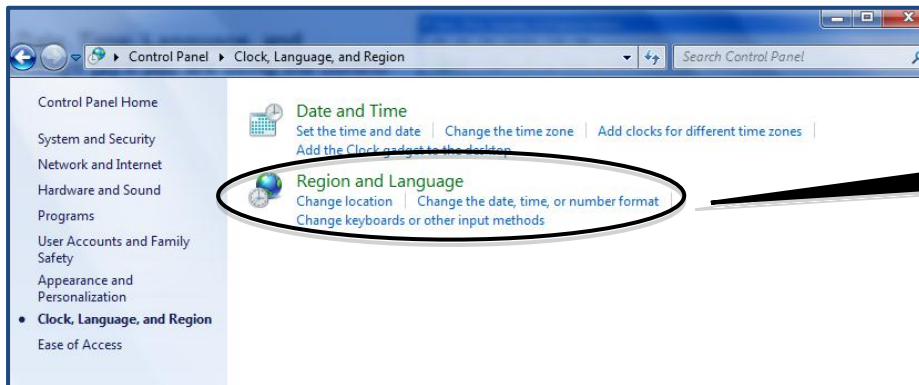 Control Panel ▸ Clock, Language, and Region
Search Control Panel
Control Panel Home
System and Security
Network and Internet
Hardware and Sound
Programs
User Accounts and Family
Safety
Appearance and
Personalization
• Clock, Language, and Region
Ease of Access
Date and Time
Set the time and date | Change the time zone | Add clocks for different time zones
Add the Clock gadget to the desktop
Region and Language
Change location | Change the date, time, or number format
Change keyboards or other input methods